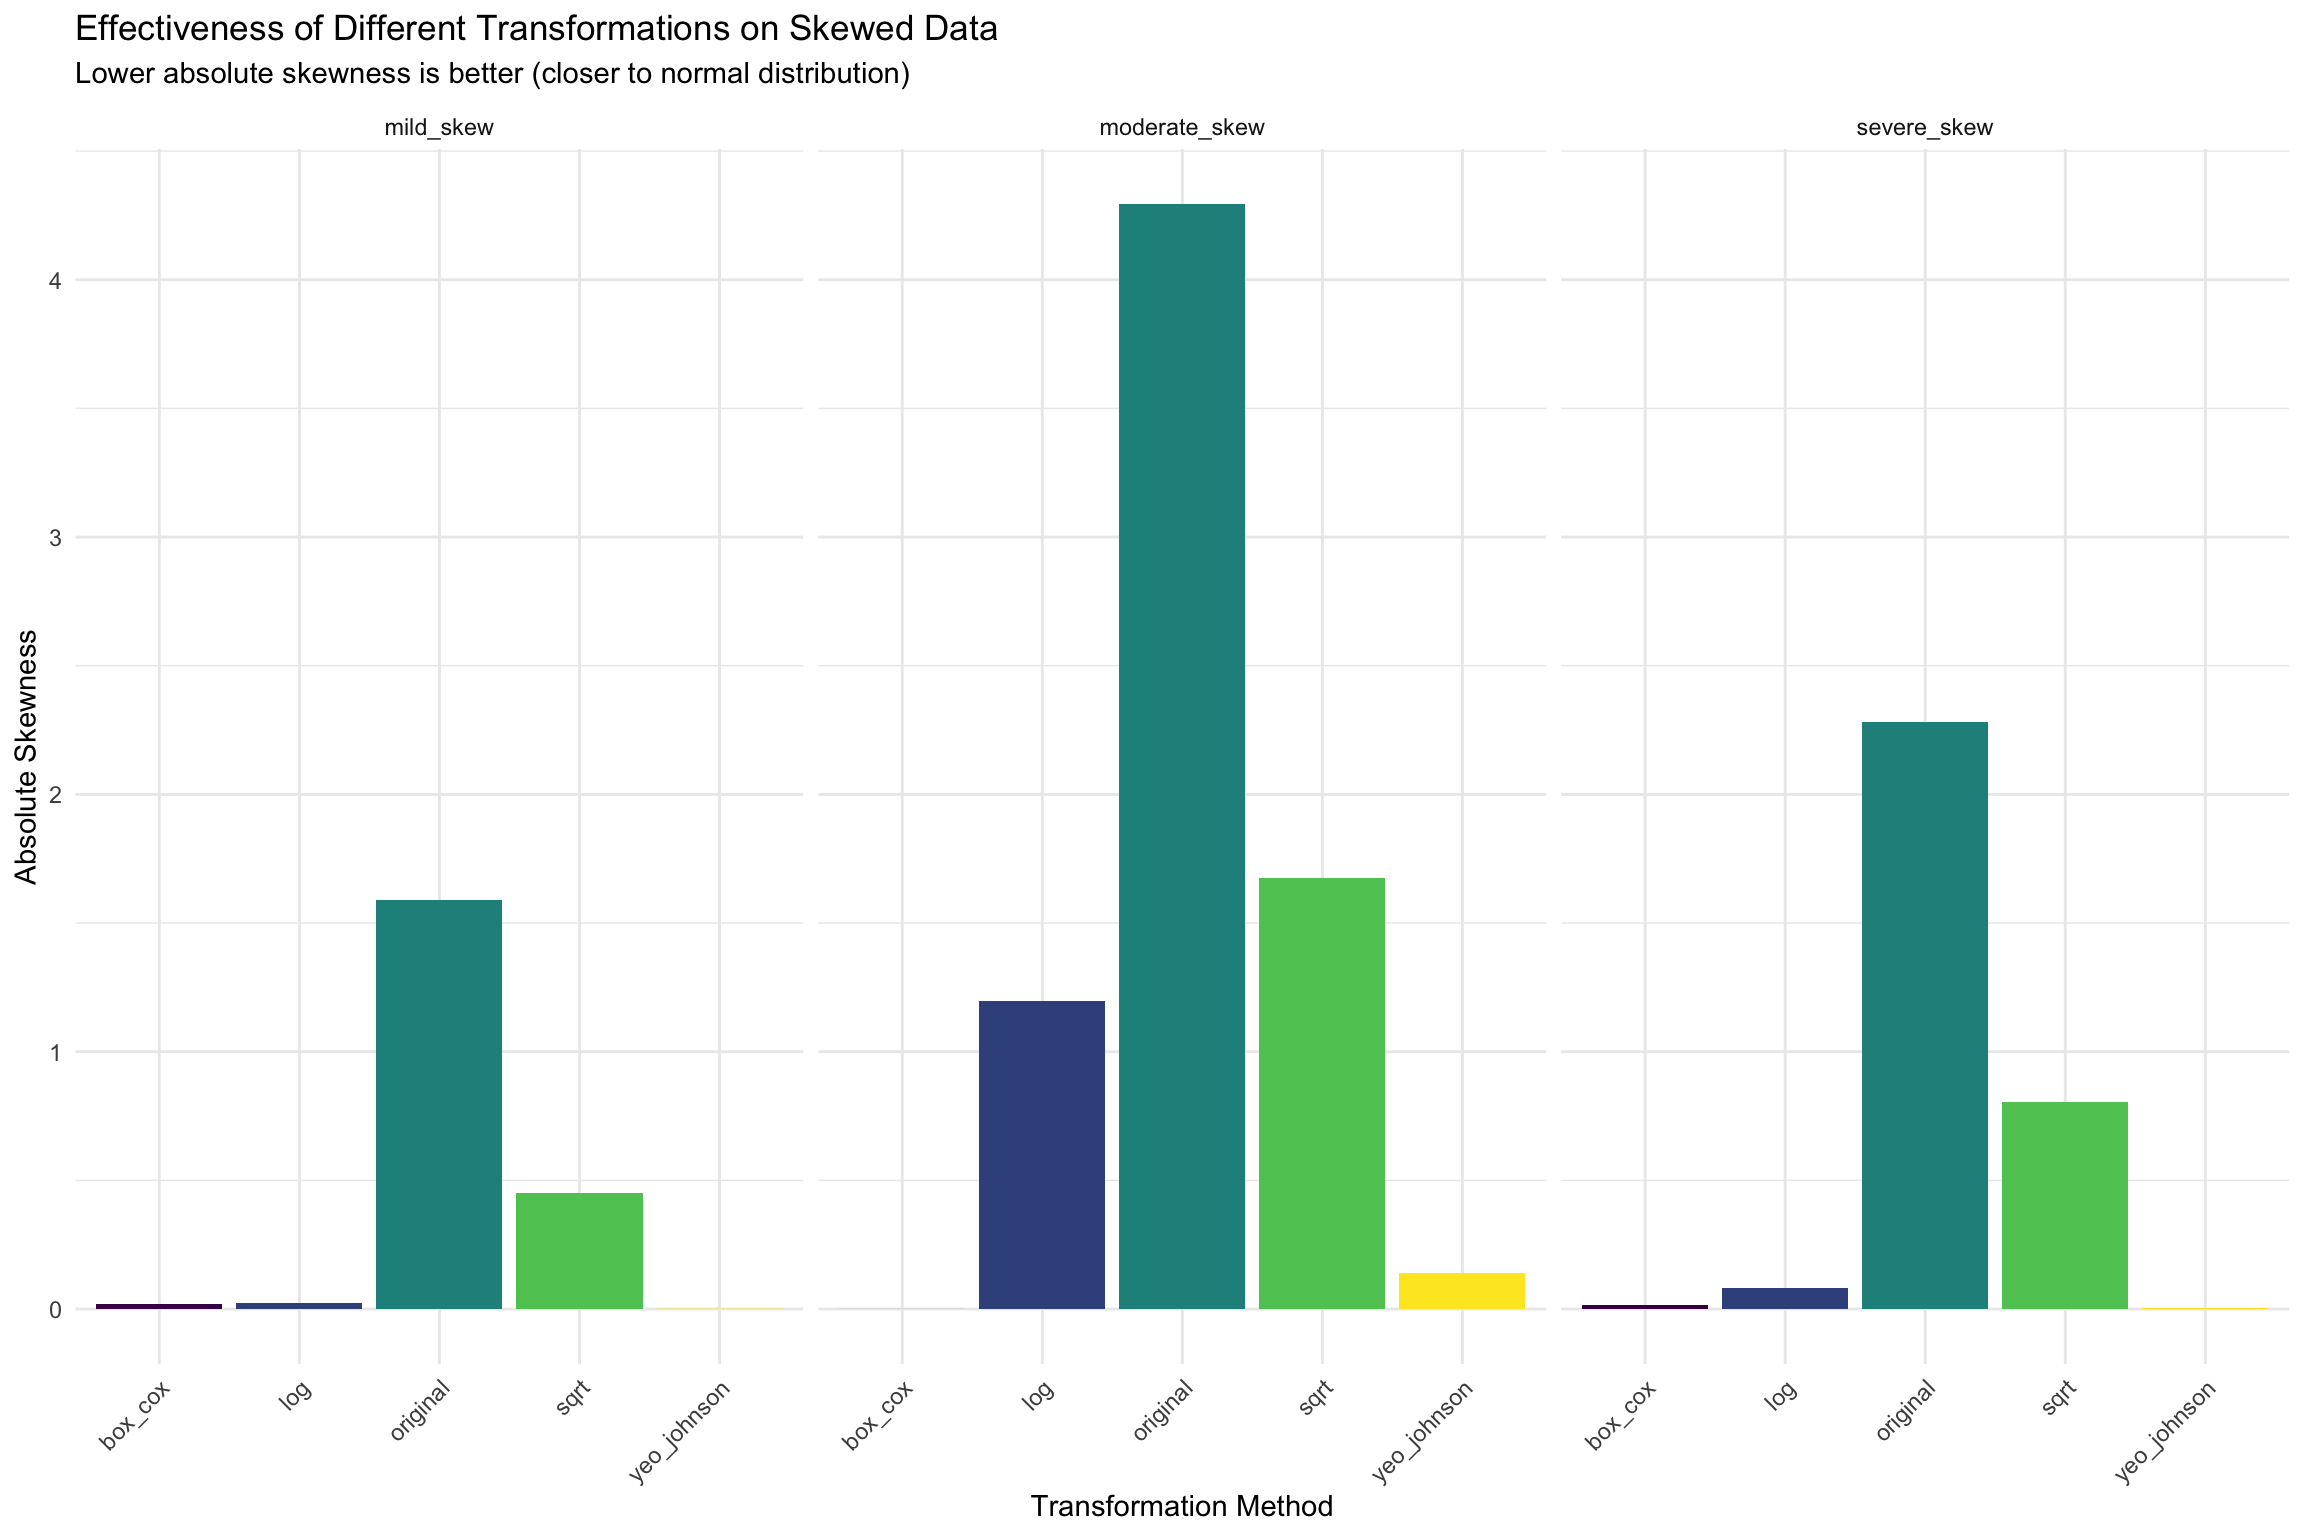 Effectiveness of Different Transformations on Skewed Data
Lower absolute skewness is better (closer to normal distribution)
mild_skew
moderate_skew
severe_skew
Absolute Skewness
4
3
2
1
0
box_cox
log
original
sqrt
yeo_johnson
box_cox
log
original
sqrt
yeo_johnson
box_cox
log
original
sqrt
yeo_johnson
Transformation Method